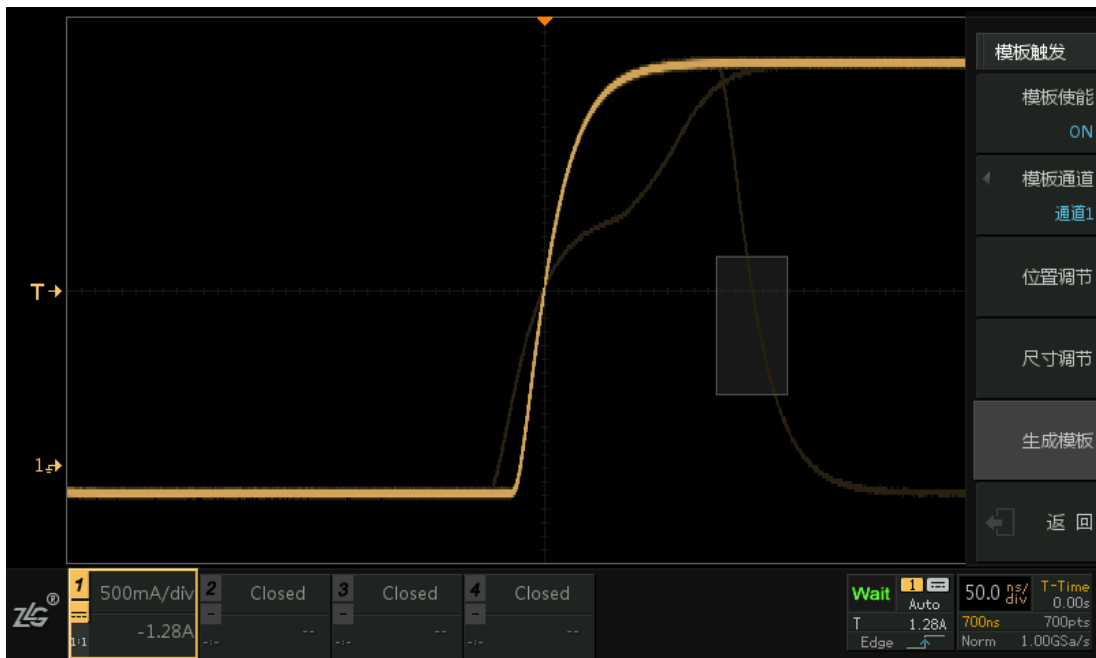 模板触发
模板使能
ON
模板通道
通道1
位置调节
尺寸调节
生成模板
返 回
T
1
ZLG®
1
500mA/div
1:1
-1.28A
2
Closed
-:-
--
3
Closed
-:-
--
4
Closed
-:-
--
Wait
1
Auto
T
1.28A
Edge
50.0 ns/div
T-Time
0.00s
700ns
700pts
Norm
1.00GSa/s